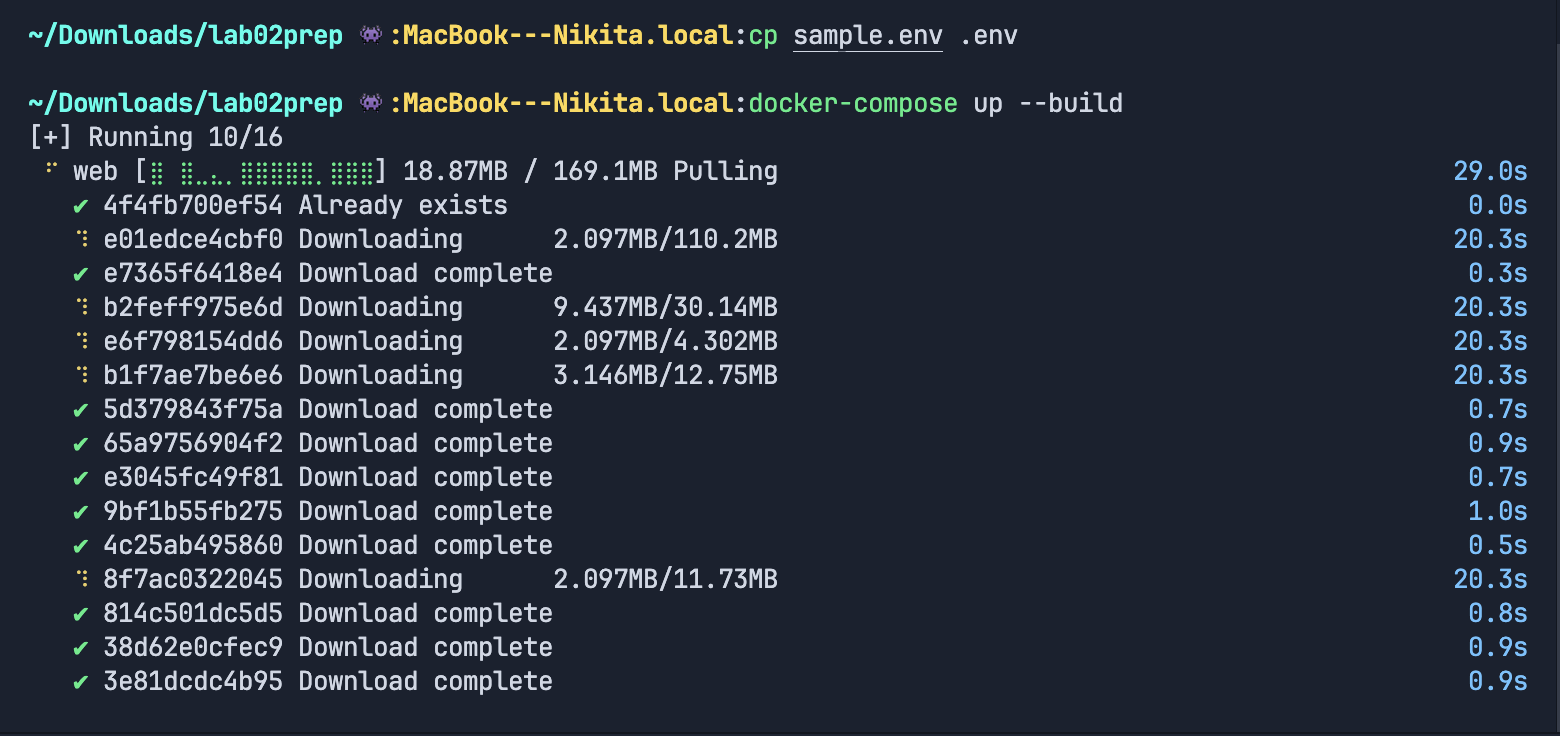 ~/Downloads/lab02prep 👾:MacBook---Nikita.local:cp sample.env .env
~/Downloads/lab02prep 👾:MacBook---Nikita.local:docker-compose up --build
[+] Running 10/16
⠋ web [⣿ ⣿⣀⣄⡀⣿⣿⣿⣿⣿⡀⣿⣿⣿] 18.87MB / 169.1MB Pulling 29.0s
✔ 4f4fb700ef54 Already exists 0.0s
⠹ e01edce4cbf0 Downloading 2.097MB/110.2MB 20.3s
✔ e7365f6418e4 Download complete 0.3s
⠹ b2feff975e6d Downloading 9.437MB/30.14MB 20.3s
⠹ e6f798154dd6 Downloading 2.097MB/4.302MB 20.3s
⠹ b1f7ae7be6e6 Downloading 3.146MB/12.75MB 20.3s
✔ 5d379843f75a Download complete 0.7s
✔ 65a9756904f2 Download complete 0.9s
✔ e3045fc49f81 Download complete 0.7s
✔ 9bf1b55fb275 Download complete 1.0s
✔ 4c25ab495860 Download complete 0.5s
⠹ 8f7ac0322045 Downloading 2.097MB/11.73MB 20.3s
✔ 814c501dc5d5 Download complete 0.8s
✔ 38d62e0cfec9 Download complete 0.9s
✔ 3e81dcdc4b95 Download complete 0.9s